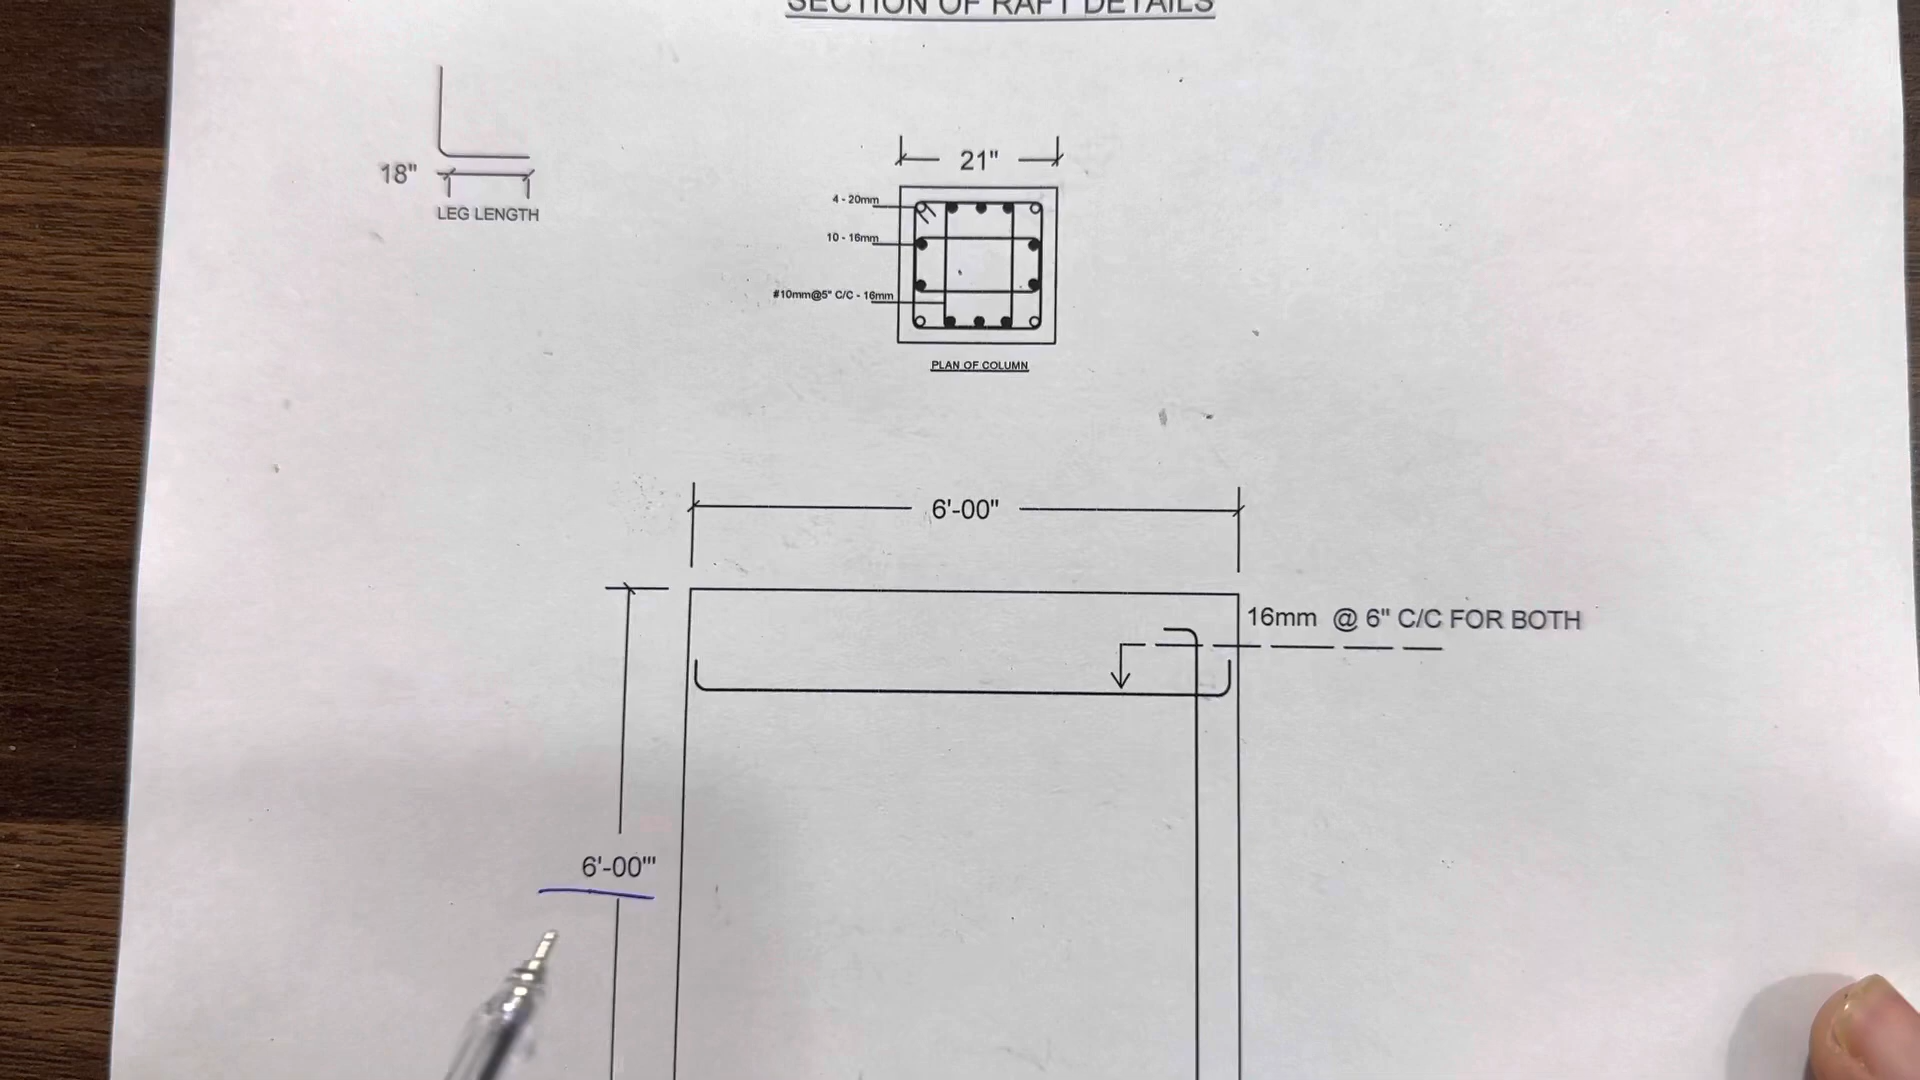 SECTION OF RAFT DETAILS
18"
LEG LENGTH
21"
4 - 20mm
10 - 16mm
#10mm@5" C/C - 16mm
PLAN OF COLUMN
6'-00"
16mm @ 6" C/C FOR BOTH
6'-00'"